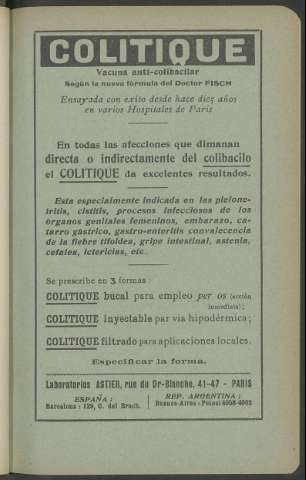 COLITIQUE
Vacuna anti-colibacilar
Según la nueva fórmula del Doctor FISCH
Ensayada con exito desde hace diez años
en varios Hospitales de Paris
En todas las afecciones que dimanan
directa o indirectamente del colibacilo
el COLITIQUE da excelentes resultados.
Esta especialmente indicada en las pielone-
tritis, cistitis, procesos infecciosos de los
órganos genitales femeninos, embarazo, ca-
tarro gástrico, gastro-enteritis convalecencia
de la fiebre tifoidea, gripe intestinal, astenia,
cefalea, ictericias, etc.
Se prescribe en 3 formas :
COLITIQUE bucal para empleo per os (acción
inmediata) ;
COLITIQUE inyectable par via hipodérmica ;
COLITIQUE filtrado para aplicaciones locales.
Especificar la forma.
Laboratorios ASTIER, rue du Dr-Blanche, 41-47 - PARIS
ESPAÑA :
Barcelona : 129, C. del Bruch.
REP. ARGENTINA :
Buenos-Aires : Potosi 4058-4062